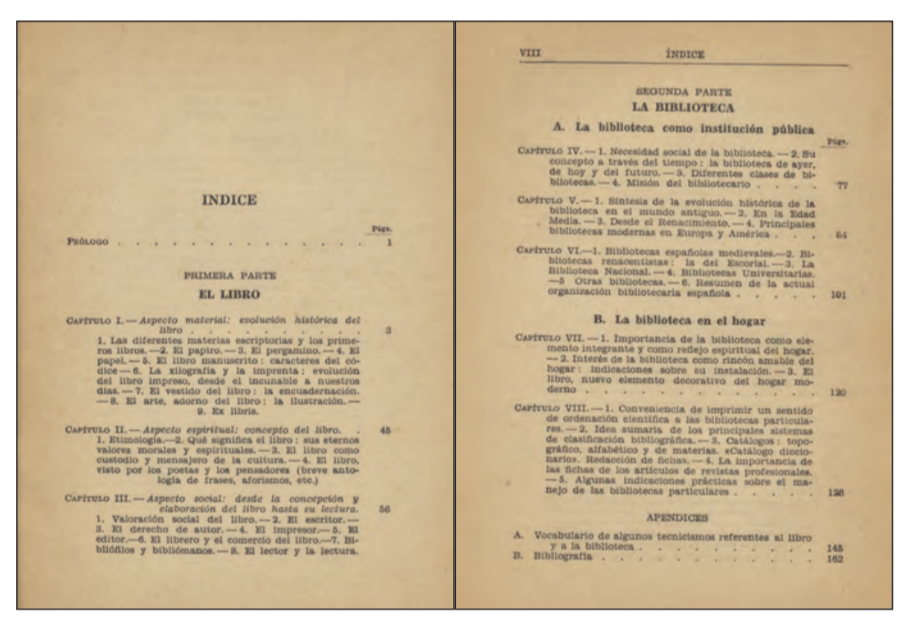 INDICE
Págs.
PRÓLOGO . . . . . . . . . . . . . . 1
PRIMERA PARTE
EL LIBRO
CAPÍTULO I. — Aspecto material: evolución histórica del
libro . . . . . . . . . . 3
1. Las diferentes materias escriptorias y los prime-
ros libros. — 2. El papiro. — 3. El pergamino. — 4. El
papel. — 5. El libro manuscrito: caracteres del có-
dice — 6. La xilografía y la imprenta: evolución
del libro impreso, desde el incunable a nuestros
días. — 7. El vestido del libro: la encuadernación.
— 8. El arte, adorno del libro: la ilustración. —
9. Ex libris.
CAPÍTULO II. — Aspecto espiritual: concepto del libro. . 45
1. Etimología. — 2. Qué significa el libro: sus eternos
valores morales y espirituales. — 3. El libro como
custodio y mensajero de la cultura. — 4. El libro,
visto por los poetas y los pensadores (breve anto-
logía de frases, aforismos, etc.)
CAPÍTULO III. — Aspecto social: desde la concepción y
elaboración del libro hasta su lectura. 56
1. Valoración social del libro. — 2. El escritor. —
3. El derecho de autor. — 4. El impresor. — 5. El
editor. — 6. El librero y el comercio del libro. — 7. Bi-
bliófilos y bibliómanos. — 8. El lector y la lectura.
VIII ÍNDICE
SEGUNDA PARTE
LA BIBLIOTECA
A. La biblioteca como institución pública
Págs.
CAPÍTULO IV. — 1. Necesidad social de la biblioteca. — 2. Su
concepto a través del tiempo: la biblioteca de ayer,
de hoy y del futuro. — 3. Diferentes clases de bi-
bliotecas. — 4. Misión del bibliotecario . . . . 77
CAPÍTULO V. — 1. Síntesis de la evolución histórica de la
biblioteca en el mundo antiguo. — 2. En la Edad
Media. — 3. Desde el Renacimiento. — 4. Principales
bibliotecas modernas en Europa y América . . . 84
CAPÍTULO VI. — 1. Bibliotecas españolas medievales. — 2. Bi-
bliotecas renacentistas: la del Escorial. — 3. La
Biblioteca Nacional. — 4. Bibliotecas Universitarias.
— 5 Otras bibliotecas. — 6. Resumen de la actual
organización bibliotecaria española . . . . . 101
B. La biblioteca en el hogar
CAPÍTULO VII. — 1. Importancia de la biblioteca como ele-
mento integrante y como reflejo espiritual del hogar.
— 2. Interés de la biblioteca como rincón amable del
hogar: indicaciones sobre su instalación. — 3. El
libro, nuevo elemento decorativo del hogar mo-
derno . . . . . . . . . . . . 120
CAPÍTULO VIII. — 1. Conveniencia de imprimir un sentido
de ordenación científica a las bibliotecas particula-
res. — 2. Idea sumaria de los principales sistemas
de clasificación bibliográfica. — 3. Catálogos: topo-
gráfico, alfabético y de materias. «Catálogo diccio-
nario». Redacción de fichas. — 4. La importancia de
las fichas de los artículos de revistas profesionales.
— 5. Algunas indicaciones prácticas sobre el ma-
nejo de las bibliotecas particulares . . . . . 128
APENDICES
A. Vocabulario de algunos tecnicismos referentes al libro
y a la biblioteca . . . . . . . . . . 145
B. Bibliografía . . . . . . . . . . . . 162